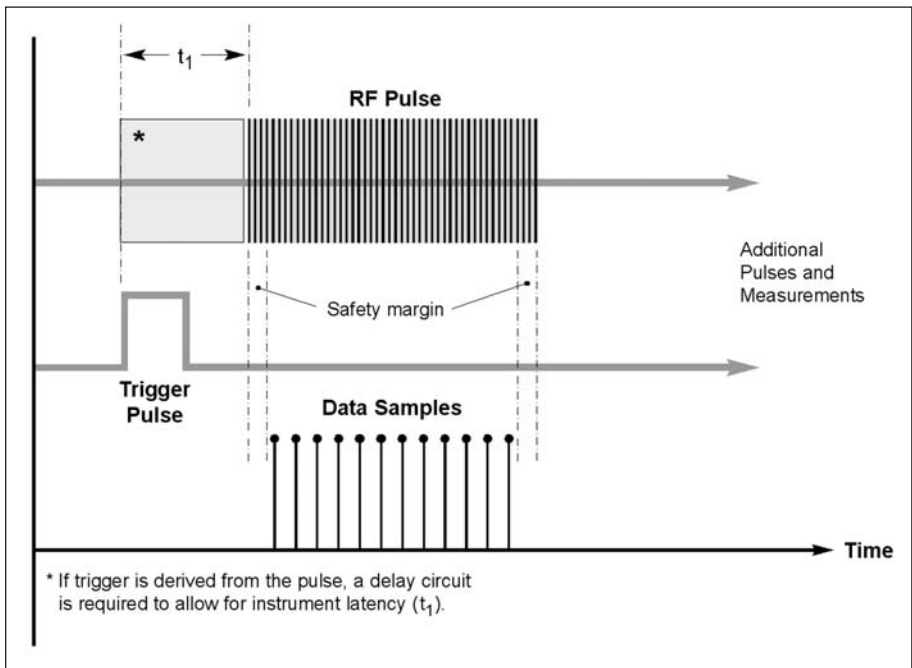 t1
RF Pulse
*
Additional
Pulses and
Measurements
Safety margin
Trigger
Pulse
Data Samples
Time
* If trigger is derived from the pulse, a delay circuit
is required to allow for instrument latency (t1).